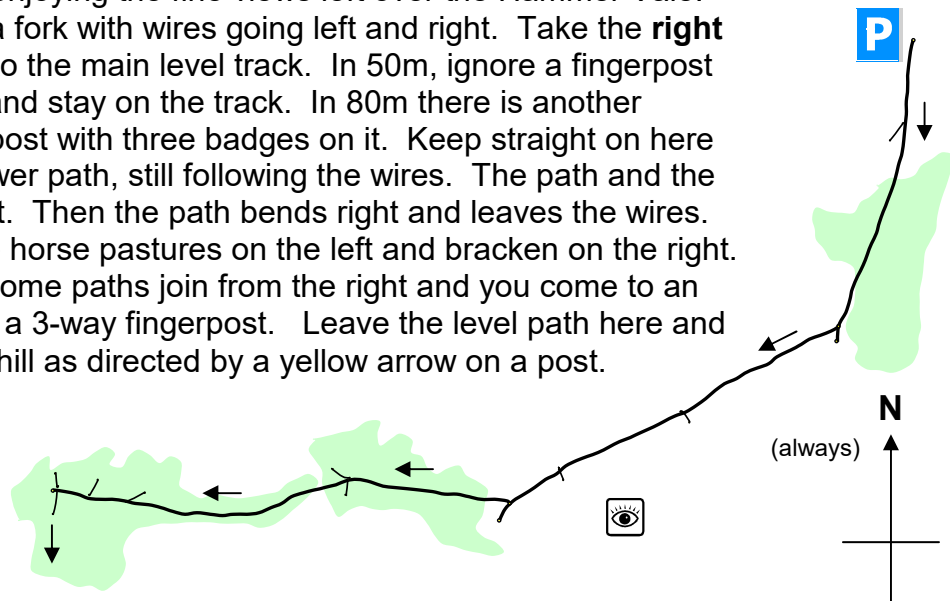 a fork with wires going left and right. Take the right
o the main level track. In 50m, ignore a fingerpost
and stay on the track. In 80m there is another
post with three badges on it. Keep straight on here
wer path, still following the wires. The path and the
t. Then the path bends right and leaves the wires.
horse pastures on the left and bracken on the right.
ome paths join from the right and you come to an
a 3-way fingerpost. Leave the level path here and
hill as directed by a yellow arrow on a post.
P
N
(always)